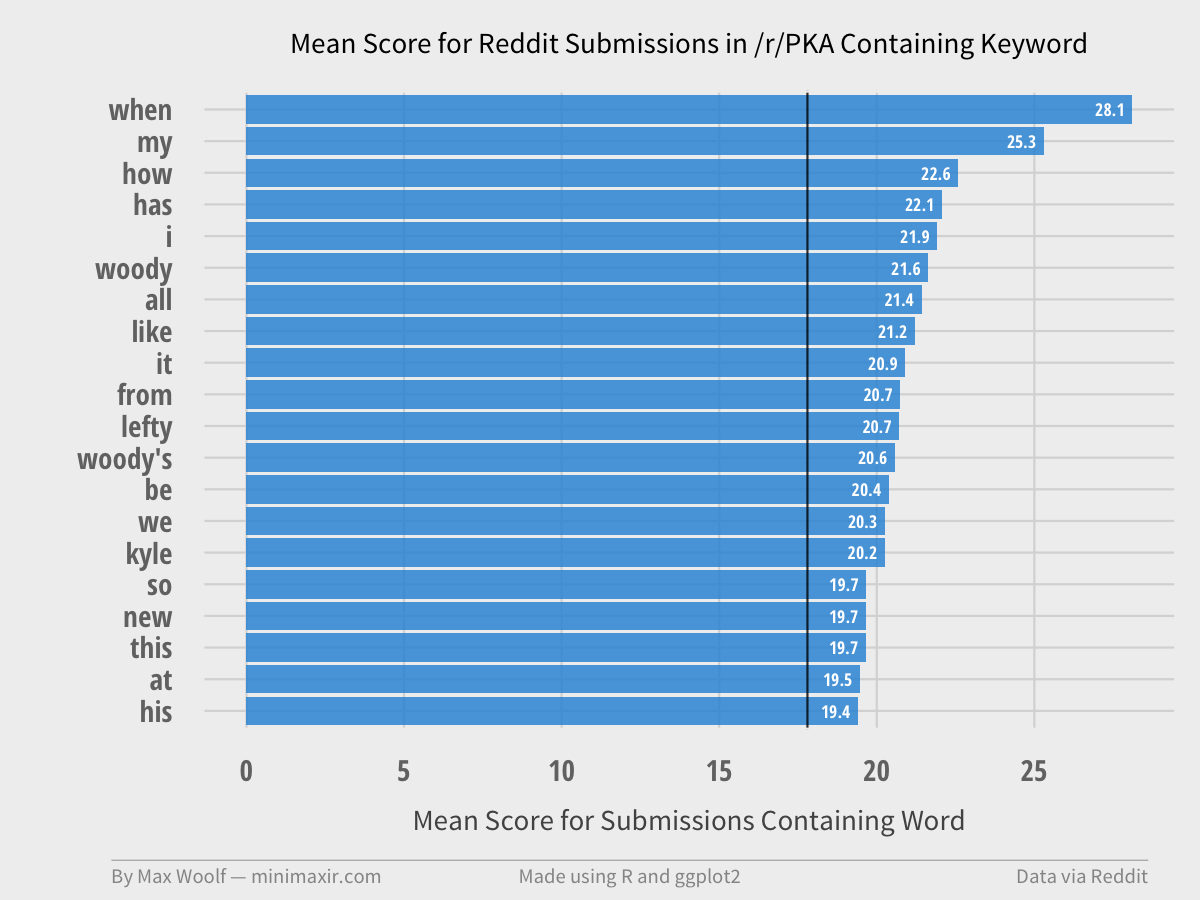 Mean Score for Reddit Submissions in /r/PKA Containing Keyword
when 28.1
my 25.3
how 22.6
has 22.1
i 21.9
woody 21.6
all 21.4
like 21.2
it 20.9
from 20.7
lefty 20.7
woody's 20.6
be 20.4
we 20.3
kyle 20.2
so 19.7
new 19.7
this 19.7
at 19.5
his 19.4
0 5 10 15 20 25
Mean Score for Submissions Containing Word
By Max Woolf — minimaxir.com Made using R and ggplot2 Data via Reddit